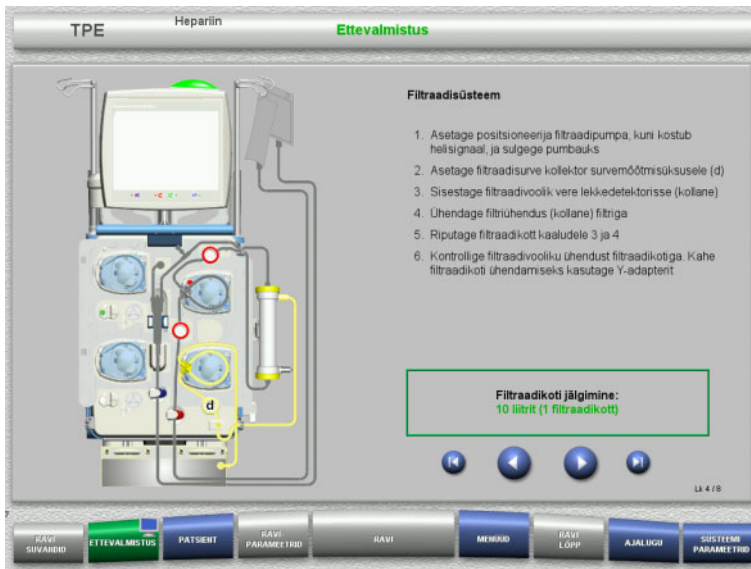 TPE
Hepariin
Ettevalmistus
Filtraadisüsteem
1. Asetage positsioneerija filtraadipumpa, kuni kostub
helisignaal, ja sulgege pumbauks
2. Asetage filtraadisurve kollektor survemõõtmisüksusele (d)
3. Sisestage filtraadivoolik vere lekkedetektorisse (kollane)
4. Ühendage filtriühendus (kollane) filtriga
5. Riputage filtraadikott kaaludele 3 ja 4
6. Kontrollige filtraadivooliku ühendust filtraadikotiga. Kahe
filtraadikoti ühendamiseks kasutage Y-adapterit
d
Filtraadikoti jälgimine:
10 liitrit (1 filtraadikott)
Lk 4 / 8
RAVI
SUVANDID
ETTEVALMISTUS
PATSIENT
RAVI-
PARAMEETRID
RAVI
MENÜÜD
RAVI
LÕPP
AJALUGU
SÜSTEEMI
PARAMEETRID